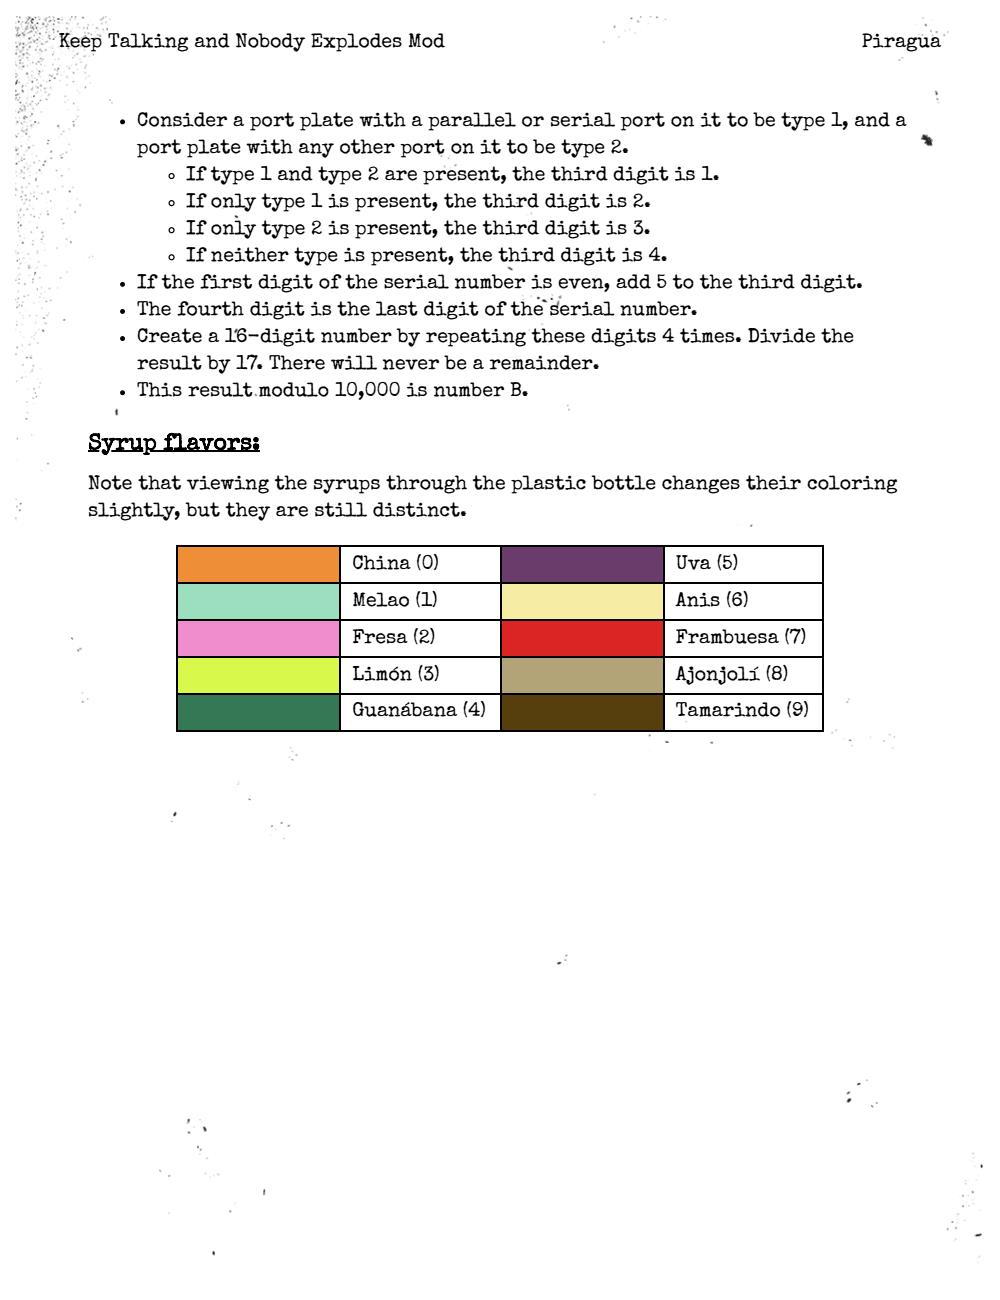 Keep Talking and Nobody Explodes Mod Piragua
• Consider a port plate with a parallel or serial port on it to be type 1, and a
port plate with any other port on it to be type 2.
◦ If type 1 and type 2 are present, the third digit is 1.
◦ If only type 1 is present, the third digit is 2.
◦ If only type 2 is present, the third digit is 3.
◦ If neither type is present, the third digit is 4.
• If the first digit of the serial number is even, add 5 to the third digit.
• The fourth digit is the last digit of the serial number.
• Create a 16-digit number by repeating these digits 4 times. Divide the
result by 17. There will never be a remainder.
• This result modulo 10,000 is number B.
Syrup flavors:
Note that viewing the syrups through the plastic bottle changes their coloring
slightly, but they are still distinct.
China (0) Uva (5)
Melao (1) Anis (6)
Fresa (2) Frambuesa (7)
Limón (3) Ajonjolí (8)
Guanábana (4) Tamarindo (9)